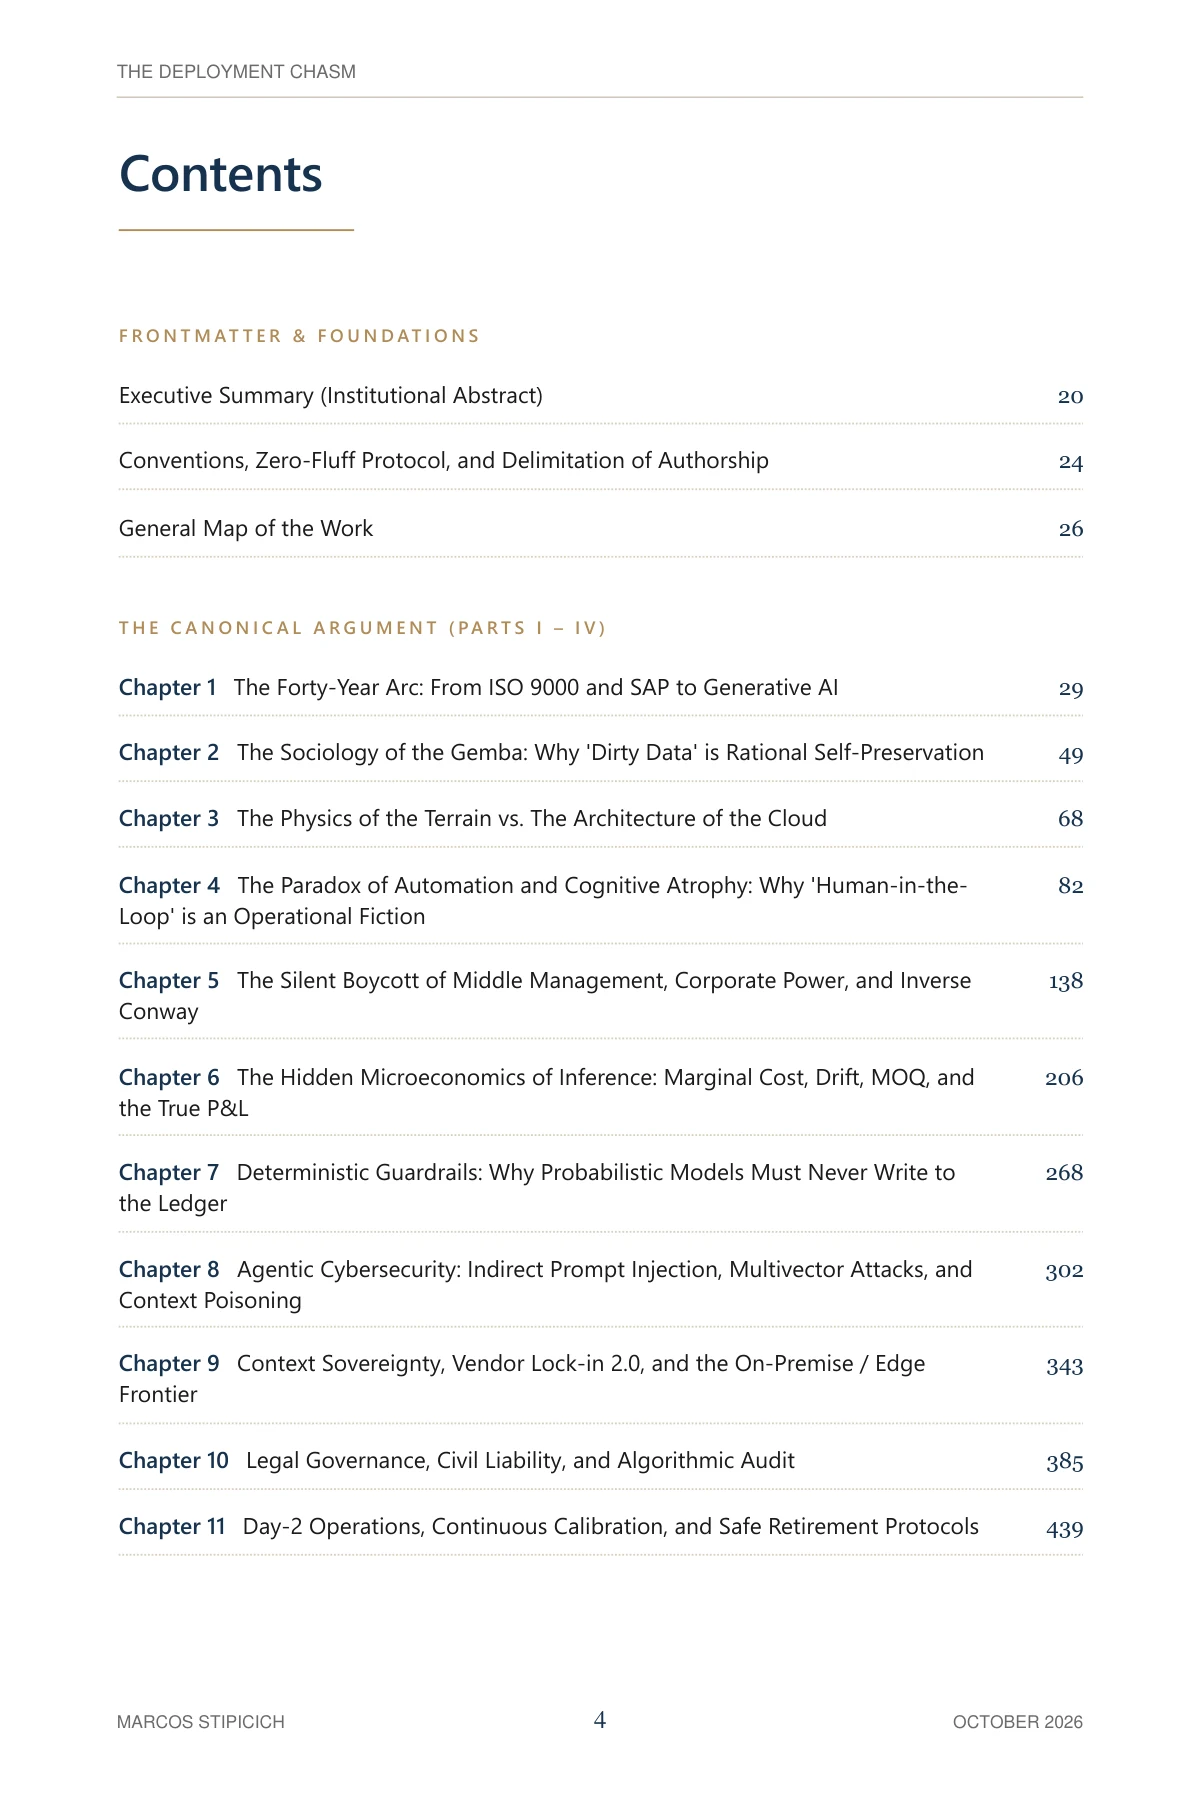 THE DEPLOYMENT CHASM
Contents
FRONTMATTER & FOUNDATIONS
Executive Summary (Institutional Abstract) 20
Conventions, Zero-Fluff Protocol, and Delimitation of Authorship 24
General Map of the Work 26
THE CANONICAL ARGUMENT (PARTS I – IV)
Chapter 1 The Forty-Year Arc: From ISO 9000 and SAP to Generative AI 29
Chapter 2 The Sociology of the Gemba: Why 'Dirty Data' is Rational Self-Preservation 49
Chapter 3 The Physics of the Terrain vs. The Architecture of the Cloud 68
Chapter 4 The Paradox of Automation and Cognitive Atrophy: Why 'Human-in-the- 82
Loop' is an Operational Fiction
Chapter 5 The Silent Boycott of Middle Management, Corporate Power, and Inverse 138
Conway
Chapter 6 The Hidden Microeconomics of Inference: Marginal Cost, Drift, MOQ, and 206
the True P&L
Chapter 7 Deterministic Guardrails: Why Probabilistic Models Must Never Write to 268
the Ledger
Chapter 8 Agentic Cybersecurity: Indirect Prompt Injection, Multivector Attacks, and 302
Context Poisoning
Chapter 9 Context Sovereignty, Vendor Lock-in 2.0, and the On-Premise / Edge 343
Frontier
Chapter 10 Legal Governance, Civil Liability, and Algorithmic Audit 385
Chapter 11 Day-2 Operations, Continuous Calibration, and Safe Retirement Protocols 439
MARCOS STIPICICH 4 OCTOBER 2026